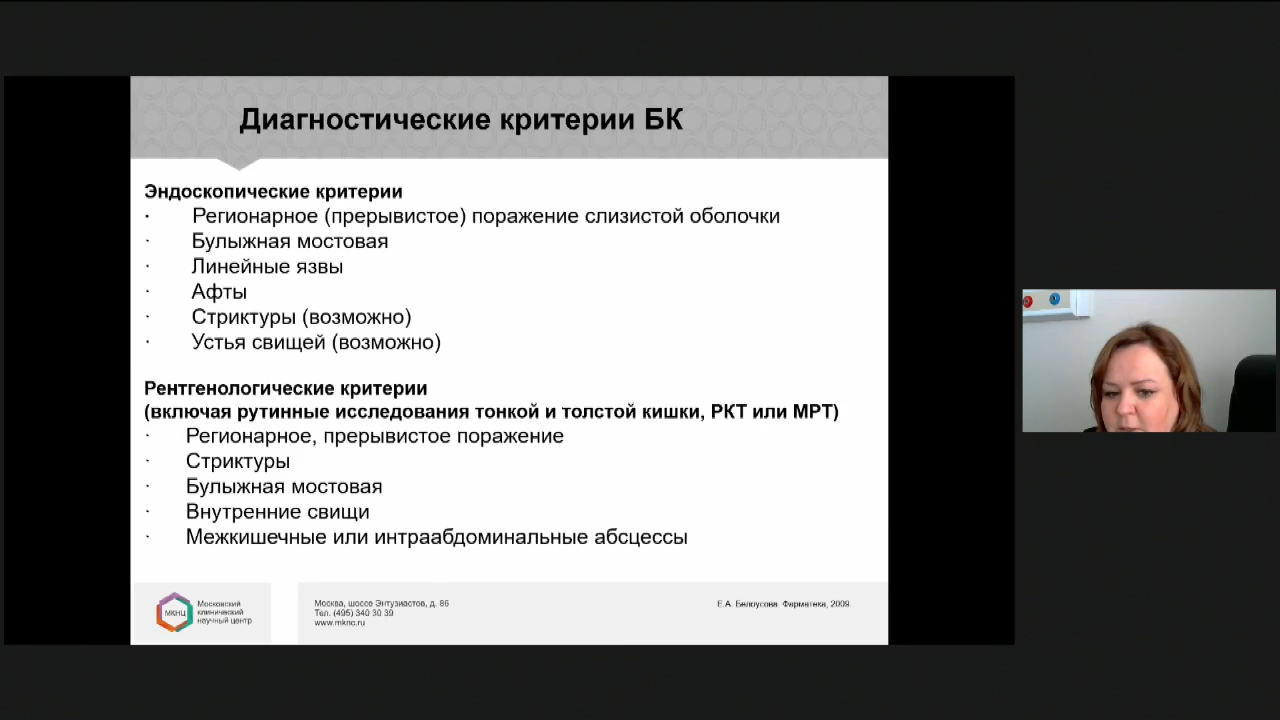 Диагностические критерии БК
Эндоскопические критерии
· Регионарное (прерывистое) поражение слизистой оболочки
· Булыжная мостовая
· Линейные язвы
· Афты
· Стриктуры (возможно)
· Устья свищей (возможно)
Рентгенологические критерии
(включая рутинные исследования тонкой и толстой кишки, РКТ или МРТ)
· Регионарное, прерывистое поражение
· Стриктуры
· Булыжная мостовая
· Внутренние свищи
· Межкишечные или интраабдоминальные абсцессы
МКНЦ
Московский
клинический
научный центр
Москва, шоссе Энтузиастов, д. 86
Тел. (495) 340 30 39
www.mknc.ru
Е.А. Белоусова Фарматека, 2009